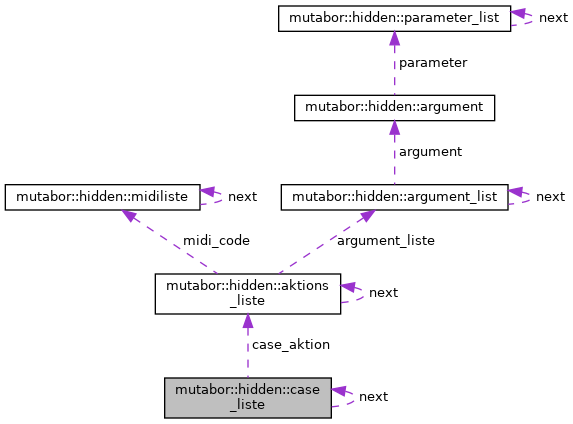 mutabor::hidden::parameter_list
next
parameter
mutabor::hidden::argument
argument
mutabor::hidden::midiliste
next
mutabor::hidden::argument_list
next
midi_code
argument_liste
mutabor::hidden::aktions
_liste
next
case_aktion
mutabor::hidden::case
_liste
next